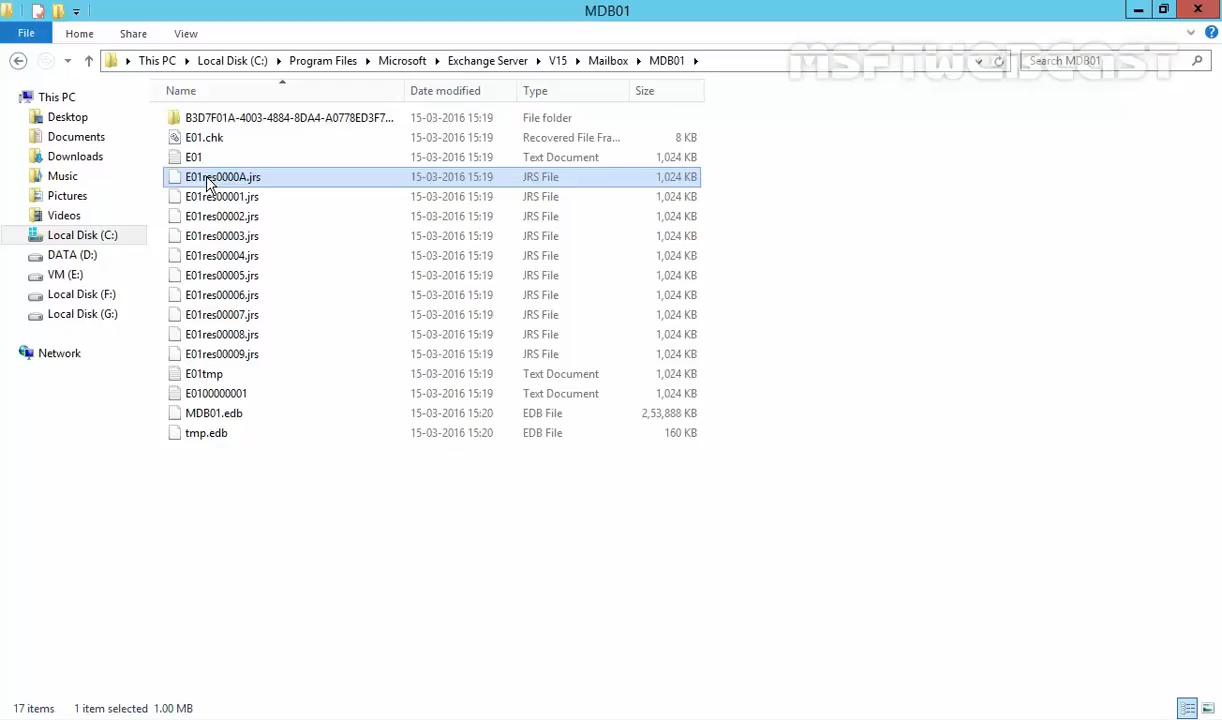 MDB01
File Home Share View
This PC Local Disk (C:) Program Files Microsoft Exchange Server V15 Mailbox MDB01 Search MDB01
MSFTWEBCAST
Name Date modified Type Size
This PC
Desktop
Documents
Downloads
Music
Pictures
Videos
Local Disk (C:)
DATA (D:)
VM (E:)
Local Disk (F:)
Local Disk (G:)
Network
B3D7F01A-4003-4884-8DA4-A0778ED3F7... 15-03-2016 15:19 File folder
E01.chk 15-03-2016 15:19 Recovered File Fra... 8 KB
E01 15-03-2016 15:19 Text Document 1,024 KB
E01res0000A.jrs 15-03-2016 15:19 JRS File 1,024 KB
E01res00001.jrs 15-03-2016 15:19 JRS File 1,024 KB
E01res00002.jrs 15-03-2016 15:19 JRS File 1,024 KB
E01res00003.jrs 15-03-2016 15:19 JRS File 1,024 KB
E01res00004.jrs 15-03-2016 15:19 JRS File 1,024 KB
E01res00005.jrs 15-03-2016 15:19 JRS File 1,024 KB
E01res00006.jrs 15-03-2016 15:19 JRS File 1,024 KB
E01res00007.jrs 15-03-2016 15:19 JRS File 1,024 KB
E01res00008.jrs 15-03-2016 15:19 JRS File 1,024 KB
E01res00009.jrs 15-03-2016 15:19 JRS File 1,024 KB
E01tmp 15-03-2016 15:19 Text Document 1,024 KB
E0100000001 15-03-2016 15:19 Text Document 1,024 KB
MDB01.edb 15-03-2016 15:20 EDB File 2,53,888 KB
tmp.edb 15-03-2016 15:20 EDB File 160 KB
17 items 1 item selected 1.00 MB